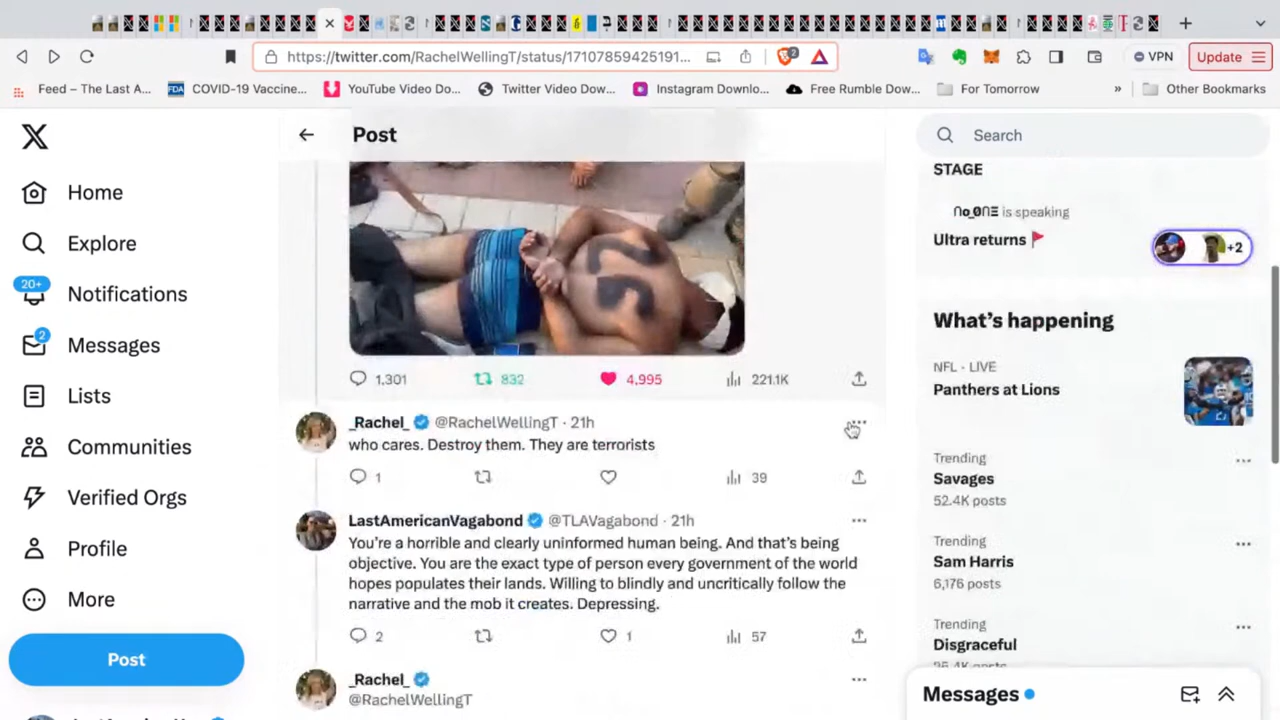 https://twitter.com/RachelWellingT/status/17107859425191...
2
VPN
Update
Feed – The Last A...
FDA
COVID-19 Vaccine...
YouTube Video Do...
Twitter Video Dow...
Instagram Downlo...
Free Rumble Dow...
For Tomorrow
»
Other Bookmarks
X
Home
Explore
20+
Notifications
2
Messages
Lists
Communities
Verified Orgs
Profile
More
Post
Post
1,301
832
4,995
221.1K
_Rachel_ @RachelWellingT · 21h
who cares. Destroy them. They are terrorists
1
39
LastAmericanVagabond @TLAVagabond · 21h
You're a horrible and clearly uninformed human being. And that's being
objective. You are the exact type of person every government of the world
hopes populates their lands. Willing to blindly and uncritically follow the
narrative and the mob it creates. Depressing.
2
1
57
_Rachel_
@RachelWellingT
Search
STAGE
is speaking
Ultra returns
+2
What's happening
NFL · LIVE
Panthers at Lions
Trending
Savages
52.4K posts
Trending
Sam Harris
6,176 posts
Trending
Disgraceful
Messages